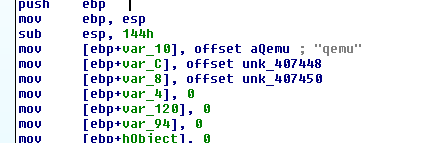 push ebp
mov ebp, esp
sub esp, 144h
mov [ebp+var_10], offset aQemu ; "qemu"
mov [ebp+var_C], offset unk_407448
mov [ebp+var_8], offset unk_407450
mov [ebp+var_4], 0
mov [ebp+var_120], 0
mov [ebp+var_94], 0
mov [ebp+hObject], 0